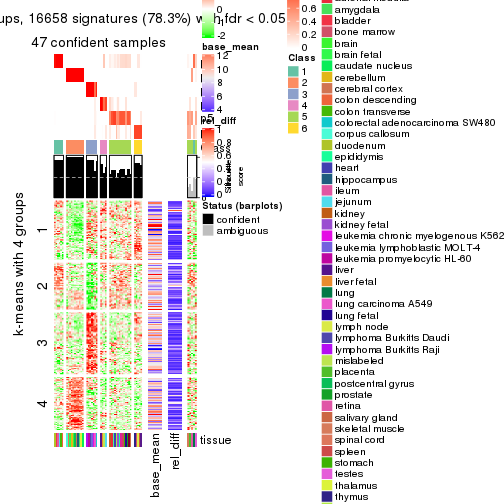 ups, 16658 signatures (78.3%) with fdr < 0.05
47 confident samples
0
-2
base_mean
12
10
8
6
4
2
0
rel_diff
1
0.8
0.6
0.4
0.2
0
Silhouette
score
Status (barplots)
confident
ambiguous
k-means with 4 groups
1
2
3
4
base_mean
rel_diff
tissue
0.6
0.4
0.2
0
Class
1
2
3
4
5
6
amygdala
bladder
bone marrow
brain
brain fetal
caudate nucleus
cerebellum
cerebral cortex
colon descending
colon transverse
colorectal adenocarcinoma SW480
corpus callosum
duodenum
epididymis
heart
hippocampus
ileum
jejunum
kidney
kidney fetal
leukemia chronic myelogenous K562
leukemia lymphoblastic MOLT-4
leukemia promyelocytic HL-60
liver
liver fetal
lung
lung carcinoma A549
lung fetal
lymph node
lymphoma Burkitts Daudi
lymphoma Burkitts Raji
mislabeled
placenta
postcentral gyrus
prostate
retina
salivary gland
skeletal muscle
spinal cord
spleen
stomach
testes
thalamus
thymus